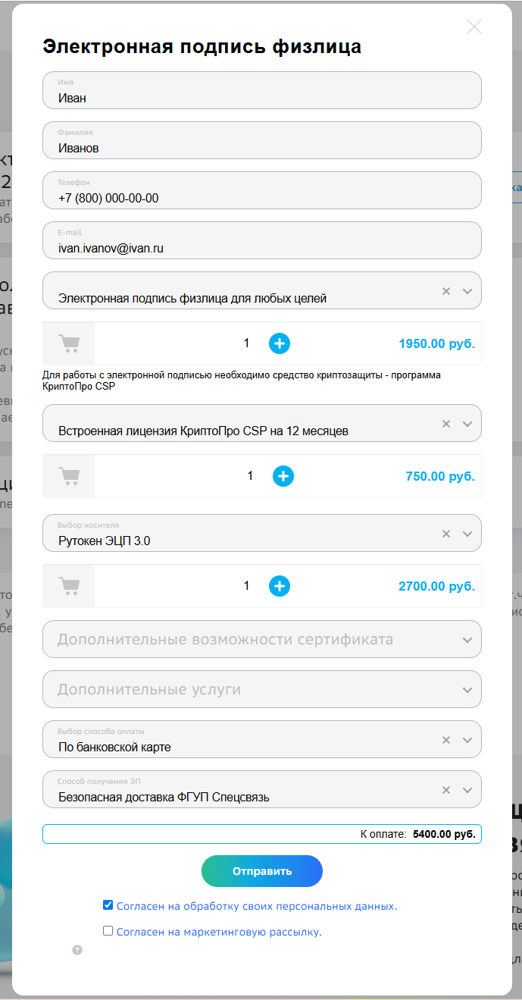 Электронная подпись физлица
Имя
Иван
Фамилия
Иванов
Телефон
+7 (800) 000-00-00
E-mail
ivan.ivanov@ivan.ru
Электронная подпись физлица для любых целей
1 1950.00 руб.
Для работы с электронной подписью необходимо средство криптозащиты - программа
КриптоПро CSP
Встроенная лицензия КриптоПро CSP на 12 месяцев
1 750.00 руб.
Выбор носителя
Рутокен ЭЦП 3.0
1 2700.00 руб.
Дополнительные возможности сертификата
Дополнительные услуги
Выбор способа оплаты
По банковской карте
Способ получения ЭП
Безопасная доставка ФГУП Спецсвязь
К оплате: 5400.00 руб.
Отправить
Согласен на обработку своих персональных данных.
Согласен на маркетинговую рассылку.
?